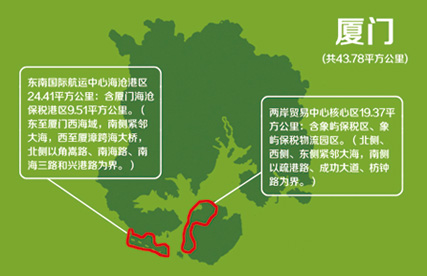 厦门
(共43.78平方公里)
东南国际航运中心海沧港区
24.41平方公里：含厦门海沧
保税港区9.51平方公里。（
东至厦门西海域，南侧紧邻
大海，西至厦漳跨海大桥，
北侧以角嵩路、南海路、南
海三路和兴港路为界。）
两岸贸易中心核心区19.37平
方公里：含象屿保税区、象
屿保税物流园区。（北侧、
西侧、东侧紧邻大海，南侧
以疏港路、成功大道、枋钟
路为界。）